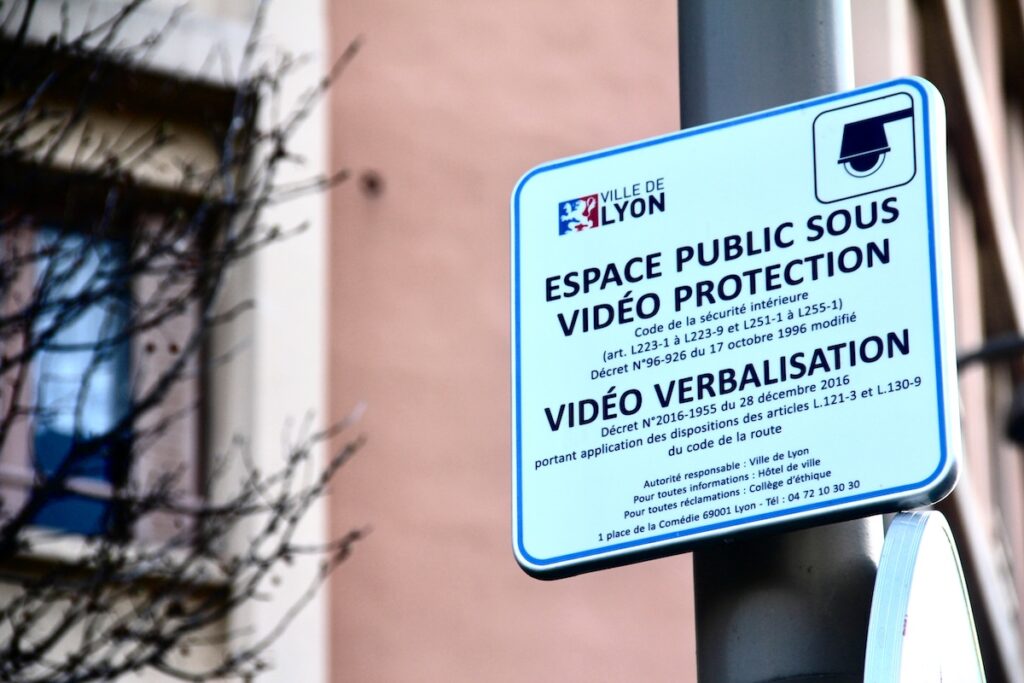 VILLE DE
LYON
ESPACE PUBLIC SOUS
VIDÉO PROTECTION
Code de la sécurité intérieure
(art. L223-1 à L223-9 et L251-1 à L255-1)
Décret N°96-926 du 17 octobre 1996 modifié
VIDÉO VERBALISATION
Décret N°2016-1955 du 28 décembre 2016
portant application des dispositions des articles L.121-3 et L.130-9
du code de la route
Autorité responsable : Ville de Lyon
Pour toutes informations : Hôtel de ville
Pour toutes réclamations : Collège d'éthique
1 place de la Comédie 69001 Lyon - Tél : 04 72 10 30 30